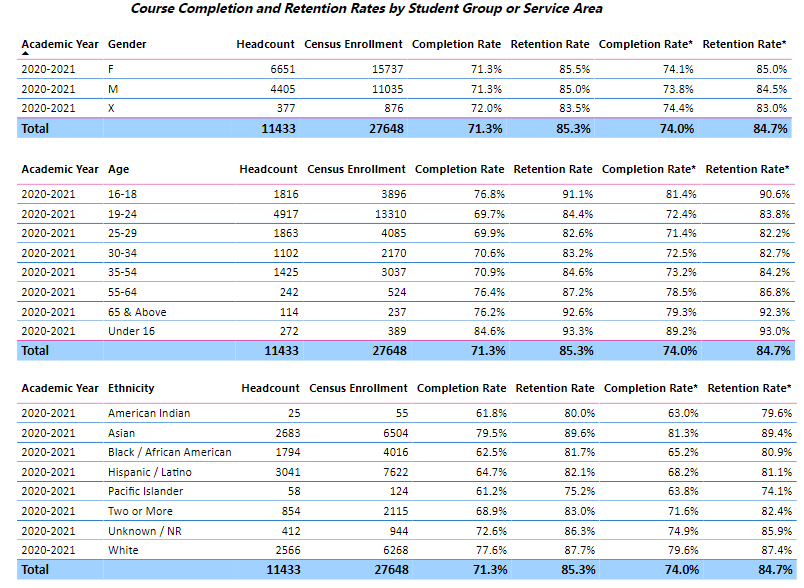 Course Completion and Retention Rates by Student Group or Service Area
Academic Year Gender Headcount Census Enrollment Completion Rate Retention Rate Completion Rate* Retention Rate*
2020-2021 F 6651 15737 71.3% 85.5% 74.1% 85.0%
2020-2021 M 4405 11035 71.3% 85.0% 73.8% 84.5%
2020-2021 X 377 876 72.0% 83.5% 74.4% 83.0%
Total 11433 27648 71.3% 85.3% 74.0% 84.7%
Academic Year Age Headcount Census Enrollment Completion Rate Retention Rate Completion Rate* Retention Rate*
2020-2021 16-18 1816 3896 76.8% 91.1% 81.4% 90.6%
2020-2021 19-24 4917 13310 69.7% 84.4% 72.4% 83.8%
2020-2021 25-29 1863 4085 69.9% 82.6% 71.4% 82.2%
2020-2021 30-34 1102 2170 70.6% 83.2% 72.5% 82.7%
2020-2021 35-54 1425 3037 70.9% 84.6% 73.2% 84.2%
2020-2021 55-64 242 524 76.4% 87.2% 78.5% 86.8%
2020-2021 65 & Above 114 237 76.2% 92.6% 79.3% 92.3%
2020-2021 Under 16 272 389 84.6% 93.3% 89.2% 93.0%
Total 11433 27648 71.3% 85.3% 74.0% 84.7%
Academic Year Ethnicity Headcount Census Enrollment Completion Rate Retention Rate Completion Rate* Retention Rate*
2020-2021 American Indian 25 55 61.8% 80.0% 63.0% 79.6%
2020-2021 Asian 2683 6504 79.5% 89.6% 81.3% 89.4%
2020-2021 Black / African American 1794 4016 62.5% 81.7% 65.2% 80.9%
2020-2021 Hispanic / Latino 3041 7622 64.7% 82.1% 68.2% 81.1%
2020-2021 Pacific Islander 58 124 61.2% 75.2% 63.8% 74.1%
2020-2021 Two or More 854 2115 68.9% 83.0% 71.6% 82.4%
2020-2021 Unknown / NR 412 944 72.6% 86.3% 74.9% 85.9%
2020-2021 White 2566 6268 77.6% 87.7% 79.6% 87.4%
Total 11433 27648 71.3% 85.3% 74.0% 84.7%